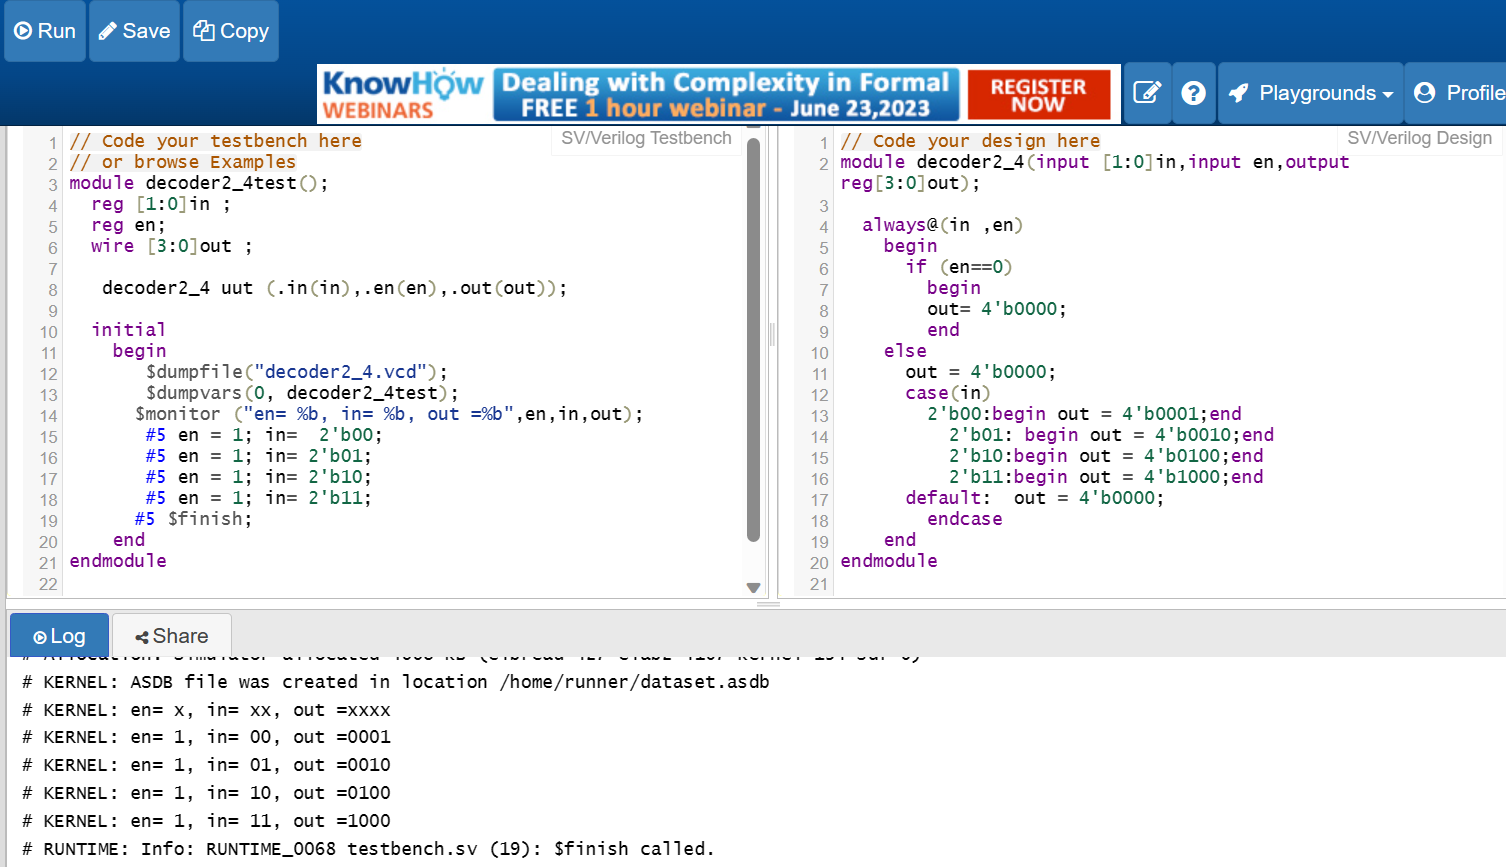 Run Save Copy
KnowHow WEBINARS
Dealing with Complexity in Formal
FREE 1 hour webinar - June 23,2023
REGISTER NOW
Playgrounds Profile
SV/Verilog Testbench
1 // Code your testbench here
2 // or browse Examples
3 module decoder2_4test();
4 reg [1:0]in ;
5 reg en;
6 wire [3:0]out ;
7
8 decoder2_4 uut (.in(in),.en(en),.out(out));
9
10 initial
11 begin
12 $dumpfile("decoder2_4.vcd");
13 $dumpvars(0, decoder2_4test);
14 $monitor ("en= %b, in= %b, out =%b",en,in,out);
15 #5 en = 1; in=  2'b00;
16 #5 en = 1; in= 2'b01;
17 #5 en = 1; in= 2'b10;
18 #5 en = 1; in= 2'b11;
19 #5 $finish;
20 end
21 endmodule
22
SV/Verilog Design
1 // Code your design here
2 module decoder2_4(input [1:0]in,input en,output
reg[3:0]out);
3
4 always@(in ,en)
5 begin
6 if (en==0)
7 begin
8 out= 4'b0000;
9 end
10 else
11 out = 4'b0000;
12 case(in)
13 2'b00:begin out = 4'b0001;end
14 2'b01: begin out = 4'b0010;end
15 2'b10:begin out = 4'b0100;end
16 2'b11:begin out = 4'b1000;end
17 default:  out = 4'b0000;
18 endcase
19 end
20 endmodule
21
Log Share
# KERNEL: ASDB file was created in location /home/runner/dataset.asdb
# KERNEL: en= x, in= xx, out =xxxx
# KERNEL: en= 1, in= 00, out =0001
# KERNEL: en= 1, in= 01, out =0010
# KERNEL: en= 1, in= 10, out =0100
# KERNEL: en= 1, in= 11, out =1000
# RUNTIME: Info: RUNTIME_0068 testbench.sv (19): $finish called.